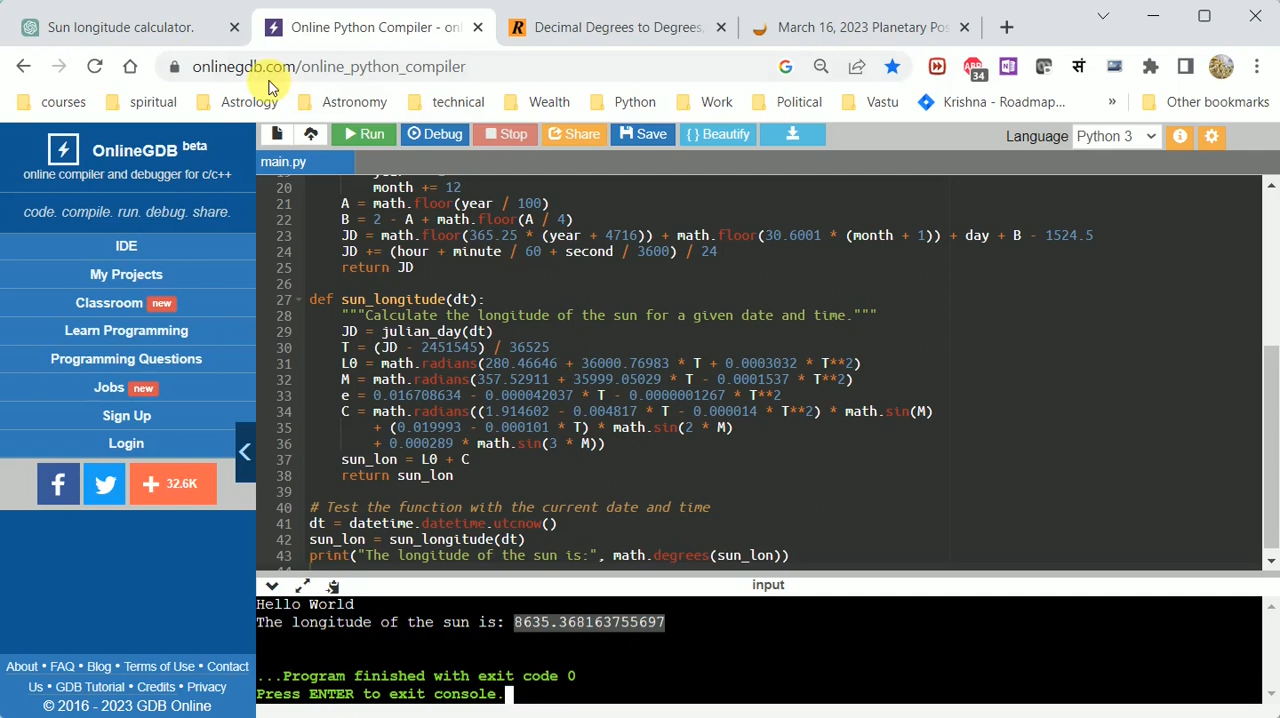 Sun longitude calculator.
Online Python Compiler - onl
Decimal Degrees to Degrees,
March 16, 2023 Planetary Pos
onlinegdb.com/online_python_compiler
34
सं
courses
spiritual
Astrology
Astronomy
technical
Wealth
Python
Work
Political
Vastu
Krishna - Roadmap...
»
Other bookmarks
OnlineGDB beta
online compiler and debugger for c/c++
code. compile. run. debug. share.
IDE
My Projects
Classroom new
Learn Programming
Programming Questions
Jobs new
Sign Up
Login
f
+ 32.6K
About • FAQ • Blog • Terms of Use • Contact
Us • GDB Tutorial • Credits • Privacy
© 2016 - 2023 GDB Online
Run Debug Stop Share Save { } Beautify
Language Python 3
main.py
20 month += 12
21 A = math.floor(year / 100)
22 B = 2 - A + math.floor(A / 4)
23 JD = math.floor(365.25 * (year + 4716)) + math.floor(30.6001 * (month + 1)) + day + B - 1524.5
24 JD += (hour + minute / 60 + second / 3600) / 24
25 return JD
26
27 def sun_longitude(dt):
28 """Calculate the longitude of the sun for a given date and time."""
29 JD = julian_day(dt)
30 T = (JD - 2451545) / 36525
31 L0 = math.radians(280.46646 + 36000.76983 * T + 0.0003032 * T**2)
32 M = math.radians(357.52911 + 35999.05029 * T - 0.0001537 * T**2)
33 e = 0.016708634 - 0.000042037 * T - 0.0000001267 * T**2
34 C = math.radians((1.914602 - 0.004817 * T - 0.000014 * T**2) * math.sin(M)
35 + (0.019993 - 0.000101 * T) * math.sin(2 * M)
36 + 0.000289 * math.sin(3 * M))
37 sun_lon = L0 + C
38 return sun_lon
39
40 # Test the function with the current date and time
41 dt = datetime.datetime.utcnow()
42 sun_lon = sun_longitude(dt)
43 print("The longitude of the sun is:", math.degrees(sun_lon))
input
Hello World
The longitude of the sun is: 8635.368163755697
...Program finished with exit code 0
Press ENTER to exit console.